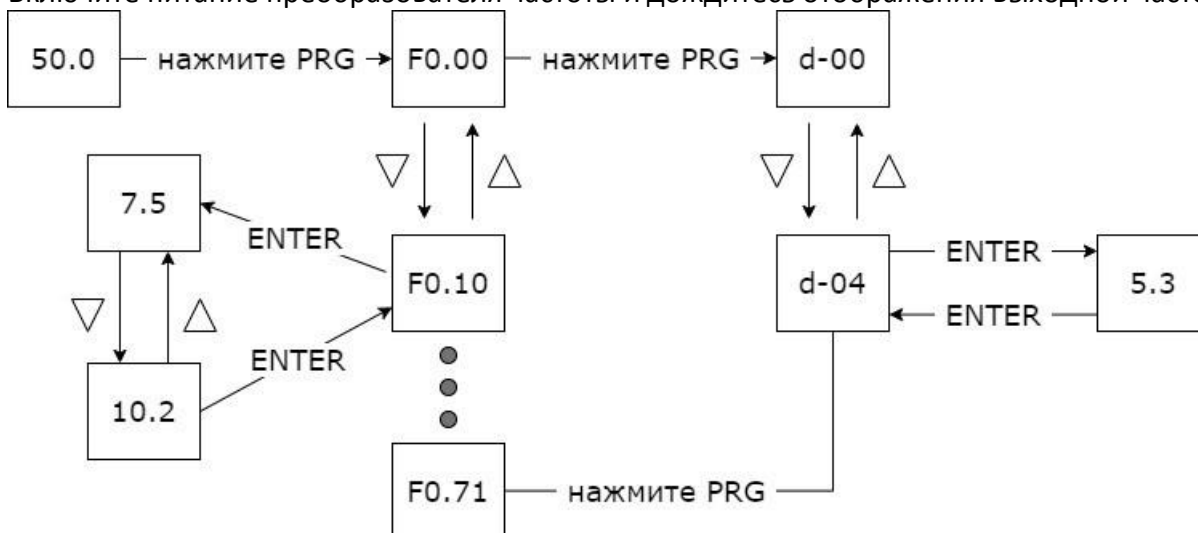 50.0
нажмите PRG
F0.00
нажмите PRG
d-00
▽
△
▽
△
7.5
ENTER
F0.10
d-04
ENTER
5.3
ENTER
▽
△
10.2
ENTER
F0.71
нажмите PRG